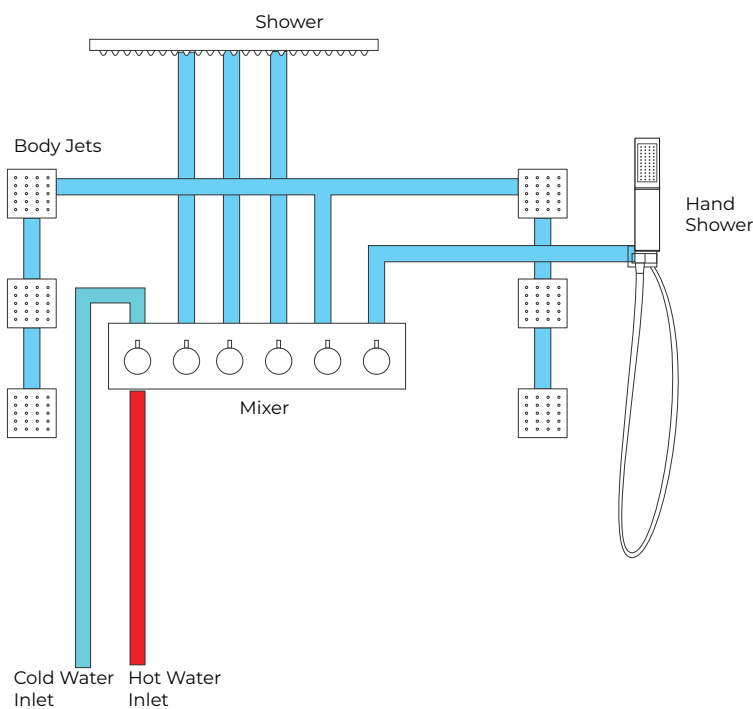 Shower
Body Jets
Hand
Shower
Mixer
Cold Water
Inlet
Hot Water
Inlet